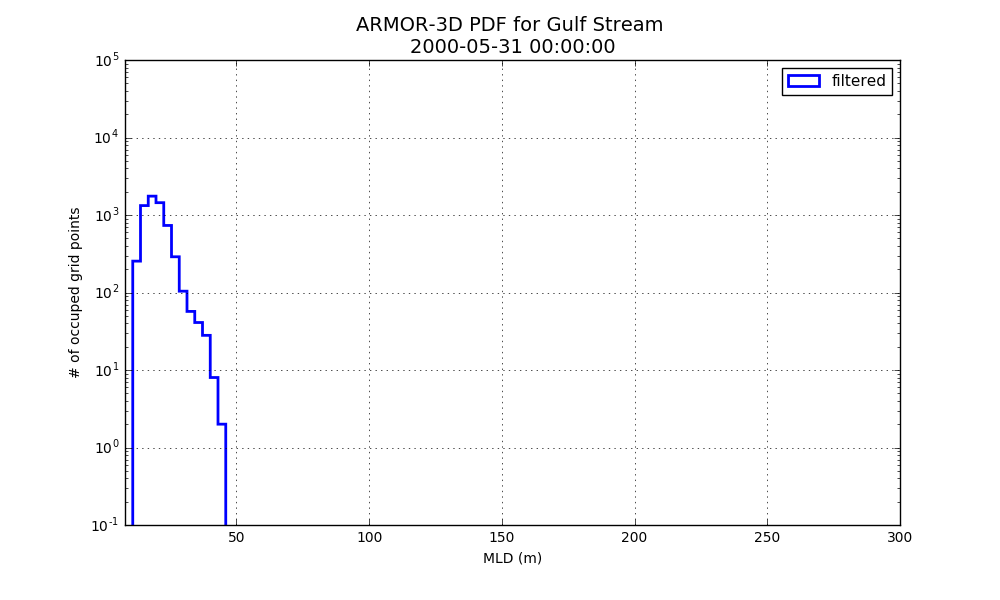 ARMOR-3D PDF for Gulf Stream
2000-05-31 00:00:00
filtered
# of occuped grid points
10^5
10^4
10^3
10^2
10^1
10^0
10^-1
50 100 150 200 250 300
MLD (m)